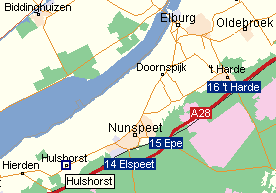 Biddinghuizen
Elburg
Oldebroek
Doornspijk
't Harde
16 't Harde
A28
Nunspeet
15 Epe
Hulshorst
14 Elspeet
Hierden
Hulshorst